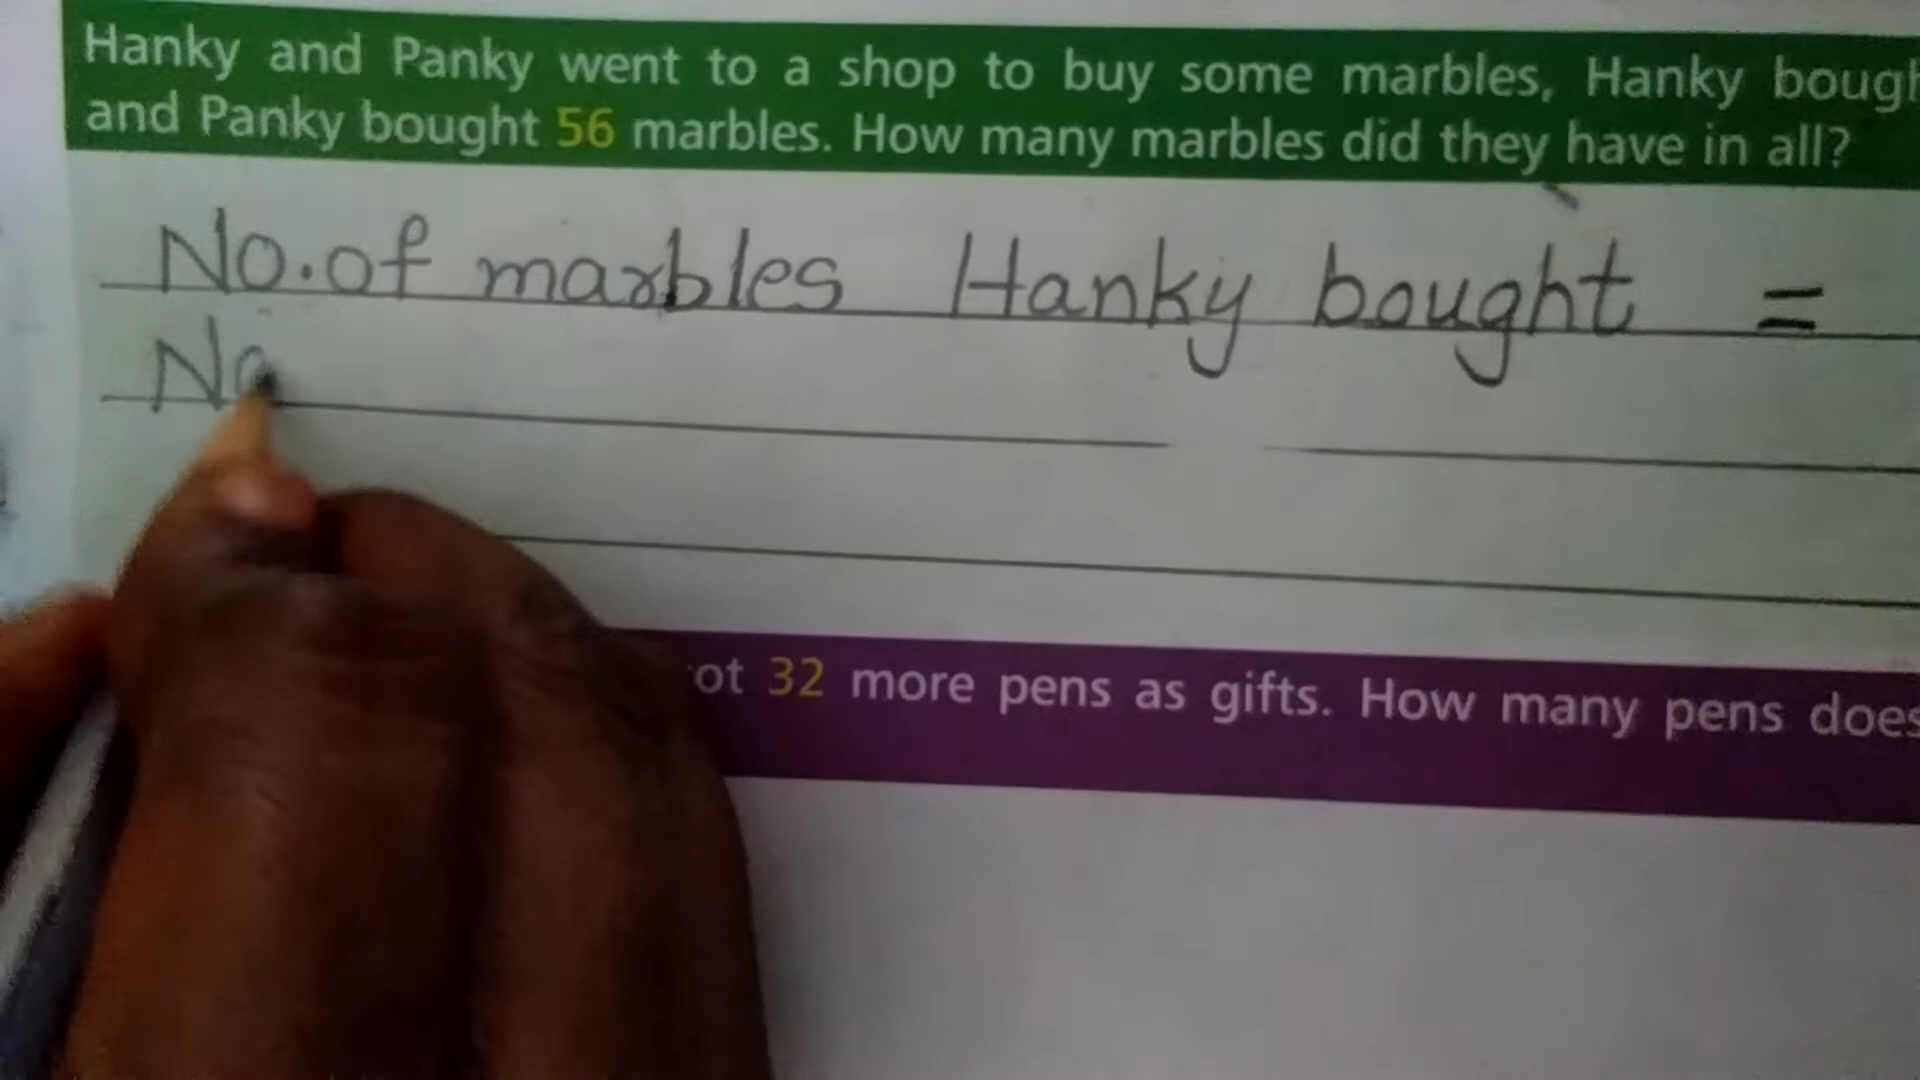 Hanky and Panky went to a shop to buy some marbles, Hanky
and Panky bought 56 marbles. How many marbles did they have in all?
No. of marbles Hanky bought =
No
32 more pens as gifts. How many pens does